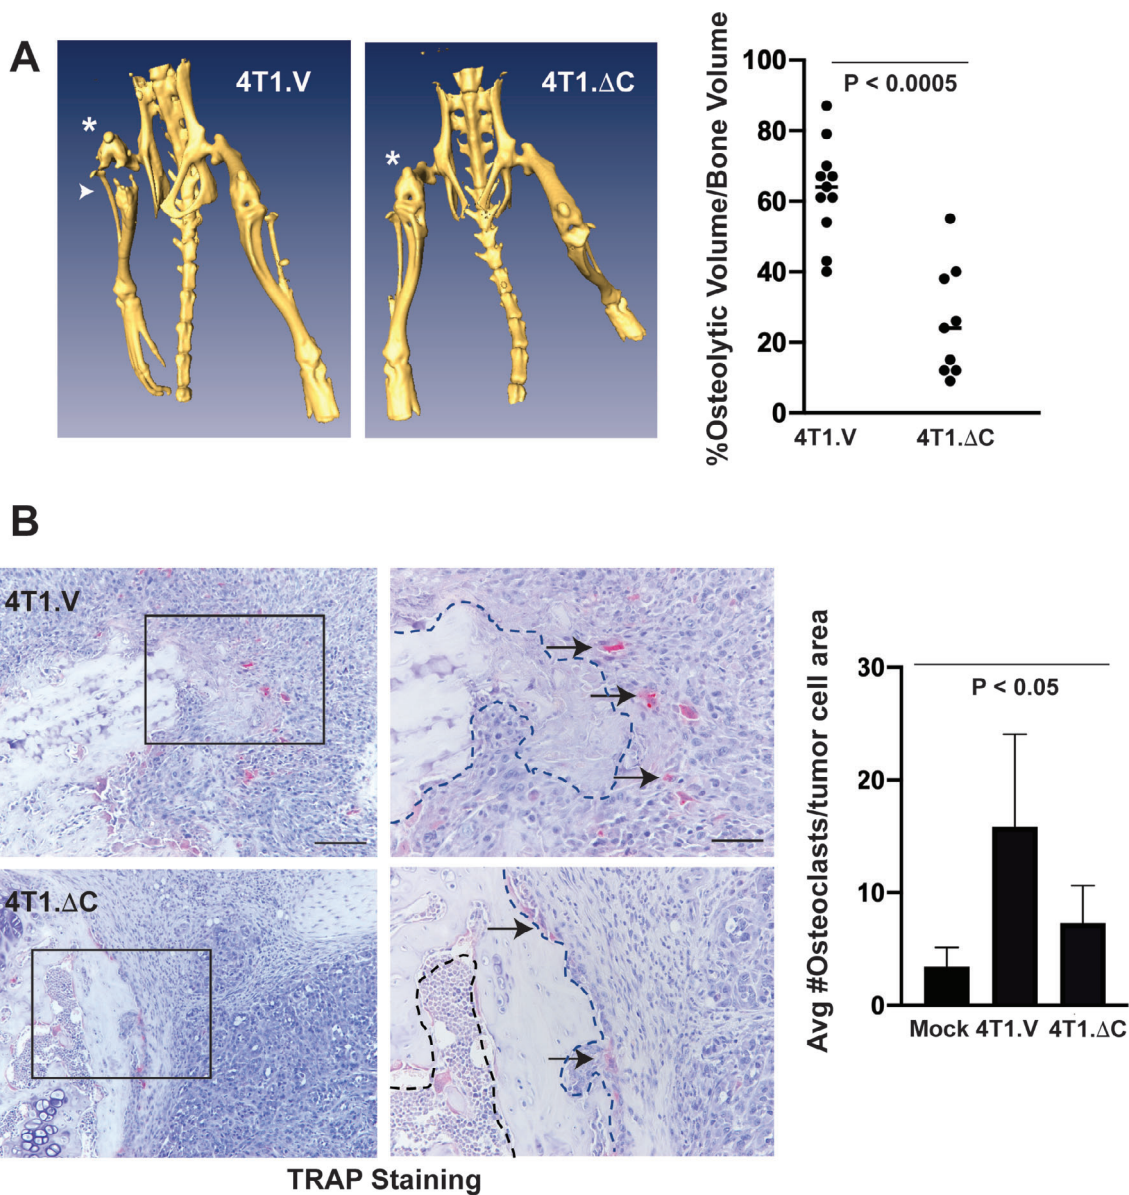 A
4T1.V
*
4T1.ΔC
*
%Osteolytic Volume/Bone Volume
100
80
60
40
20
0
P < 0.0005
4T1.V
4T1.ΔC
B
4T1.V
4T1.ΔC
TRAP Staining
Avg #Osteoclasts/tumor cell area
30
20
10
0
P < 0.05
Mock
4T1.V
4T1.ΔC